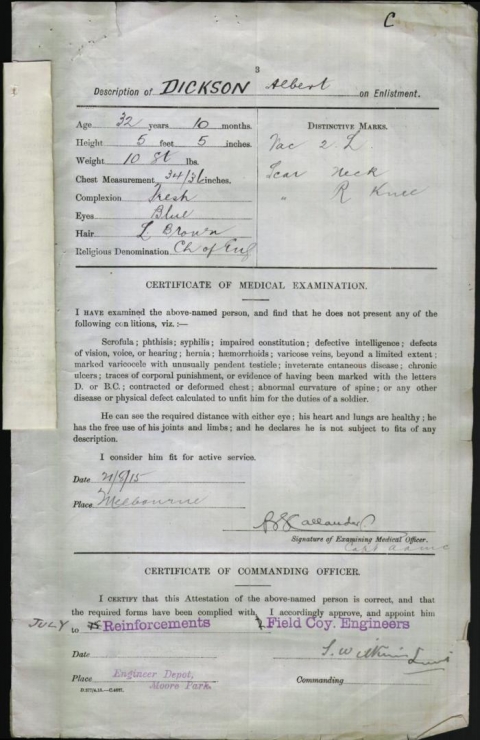 C
3
Description of DICKSON Albert on Enlistment.
Age 32 years 10 months.
Height 5 feet 5 inches.
Weight 10 St lbs.
Chest Measurement 34/36 inches.
Complexion Fresh
Eyes Blue
Hair L Brown
Religious Denomination Ch of Eng
DISTINCTIVE MARKS.
Vac 2 L
Scar Neck
" R Knee
CERTIFICATE OF MEDICAL EXAMINATION.
I HAVE examined the above-named person, and find that he does not present any of the
following conditions, viz. :—
Scrofula ; phthisis; syphilis; impaired constitution; defective intelligence; defects
of vision, voice, or hearing; hernia; hæmorrhoids; varicose veins, beyond a limited extent;
marked varicocele with unusually pendent testicle; inveterate cutaneous disease; chronic
ulcers; traces of corporal punishment, or evidence of having been marked with the letters
D. or B.C.; contracted or deformed chest; abnormal curvature of spine; or any other
disease or physical defect calculated to unfit him for the duties of a soldier.
He can see the required distance with either eye; his heart and lungs are healthy; he
has the free use of his joints and limbs; and he declares he is not subject to fits of any
description.
I consider him fit for active service.
Date /15
Place Melbourne
Callander
Signature of Examining Medical Officer.
Capt AAMC
CERTIFICATE OF COMMANDING OFFICER.
I CERTIFY that this Attestation of the above-named person is correct, and that
the required forms have been complied with. I accordingly approve, and appoint him
to JULY Reinforcements Field Coy. Engineers
Date
Place Engineer Depot,
Moore Park.
Commanding